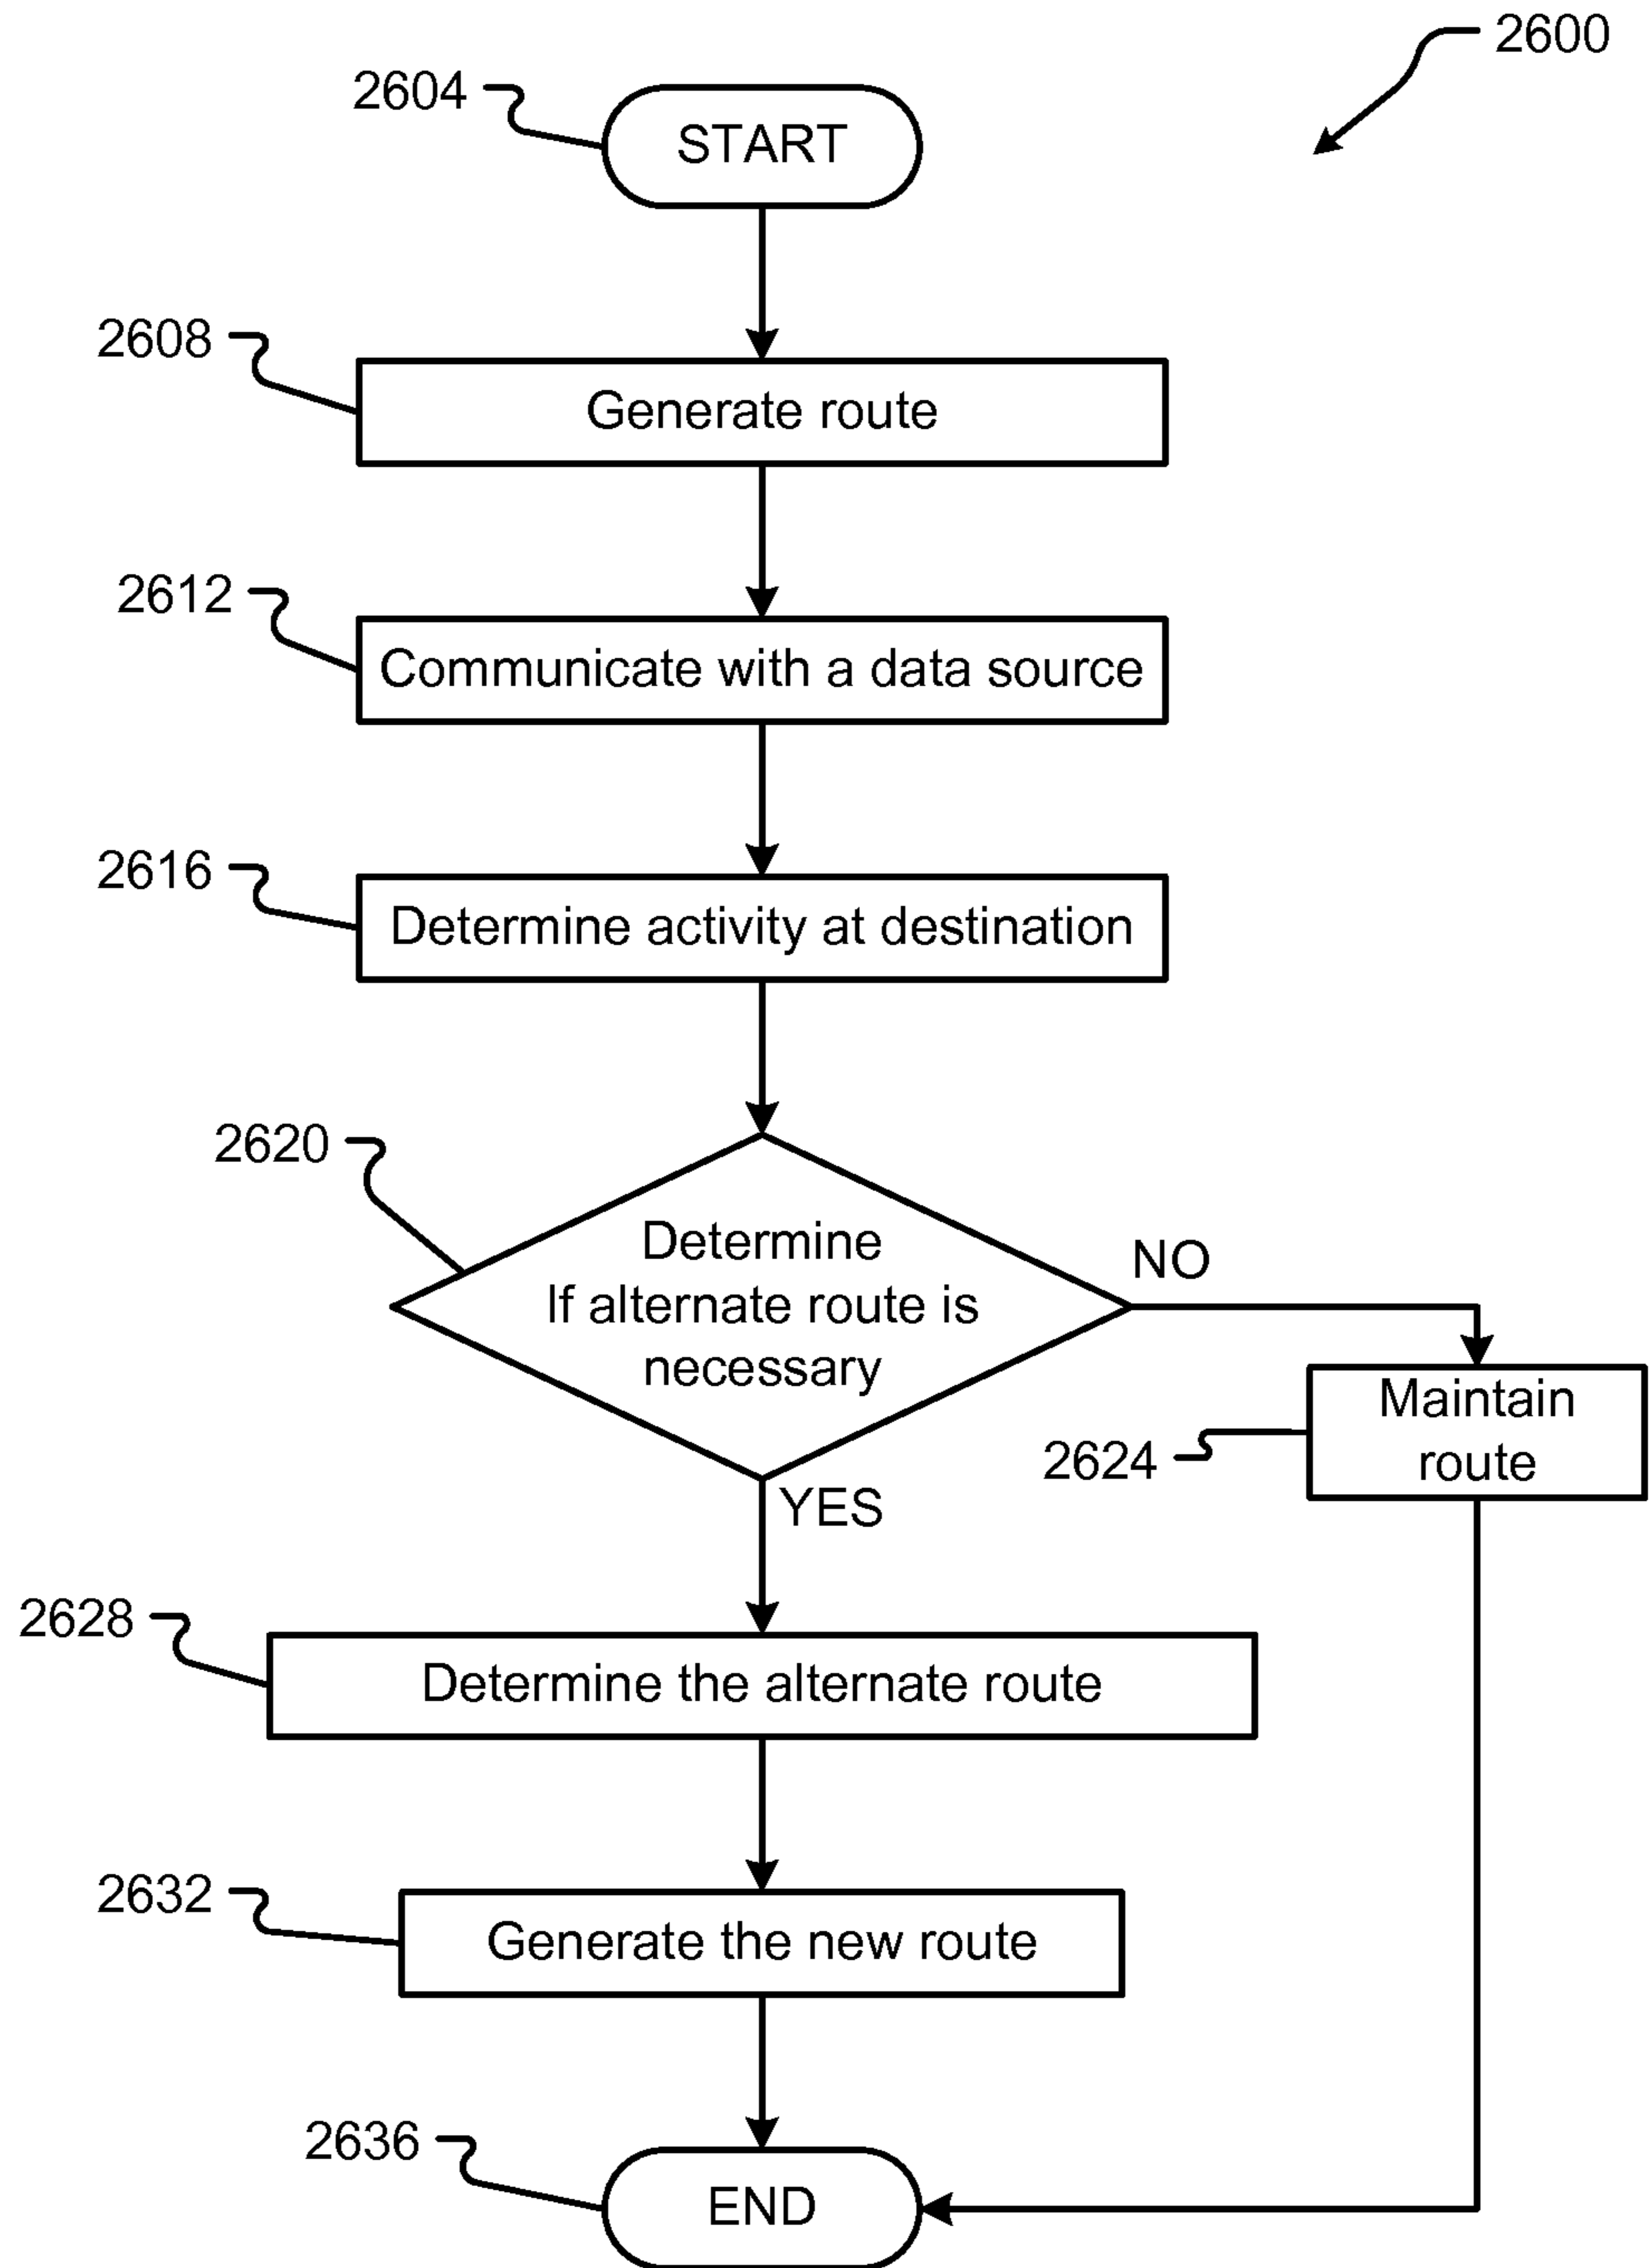 2600
2604
START
2608
Generate route
2612
Communicate with a data source
2616
Determine activity at destination
2620
Determine
If alternate route is
necessary
NO
YES
Maintain
route
2624
2628
Determine the alternate route
2632
Generate the new route
2636
END